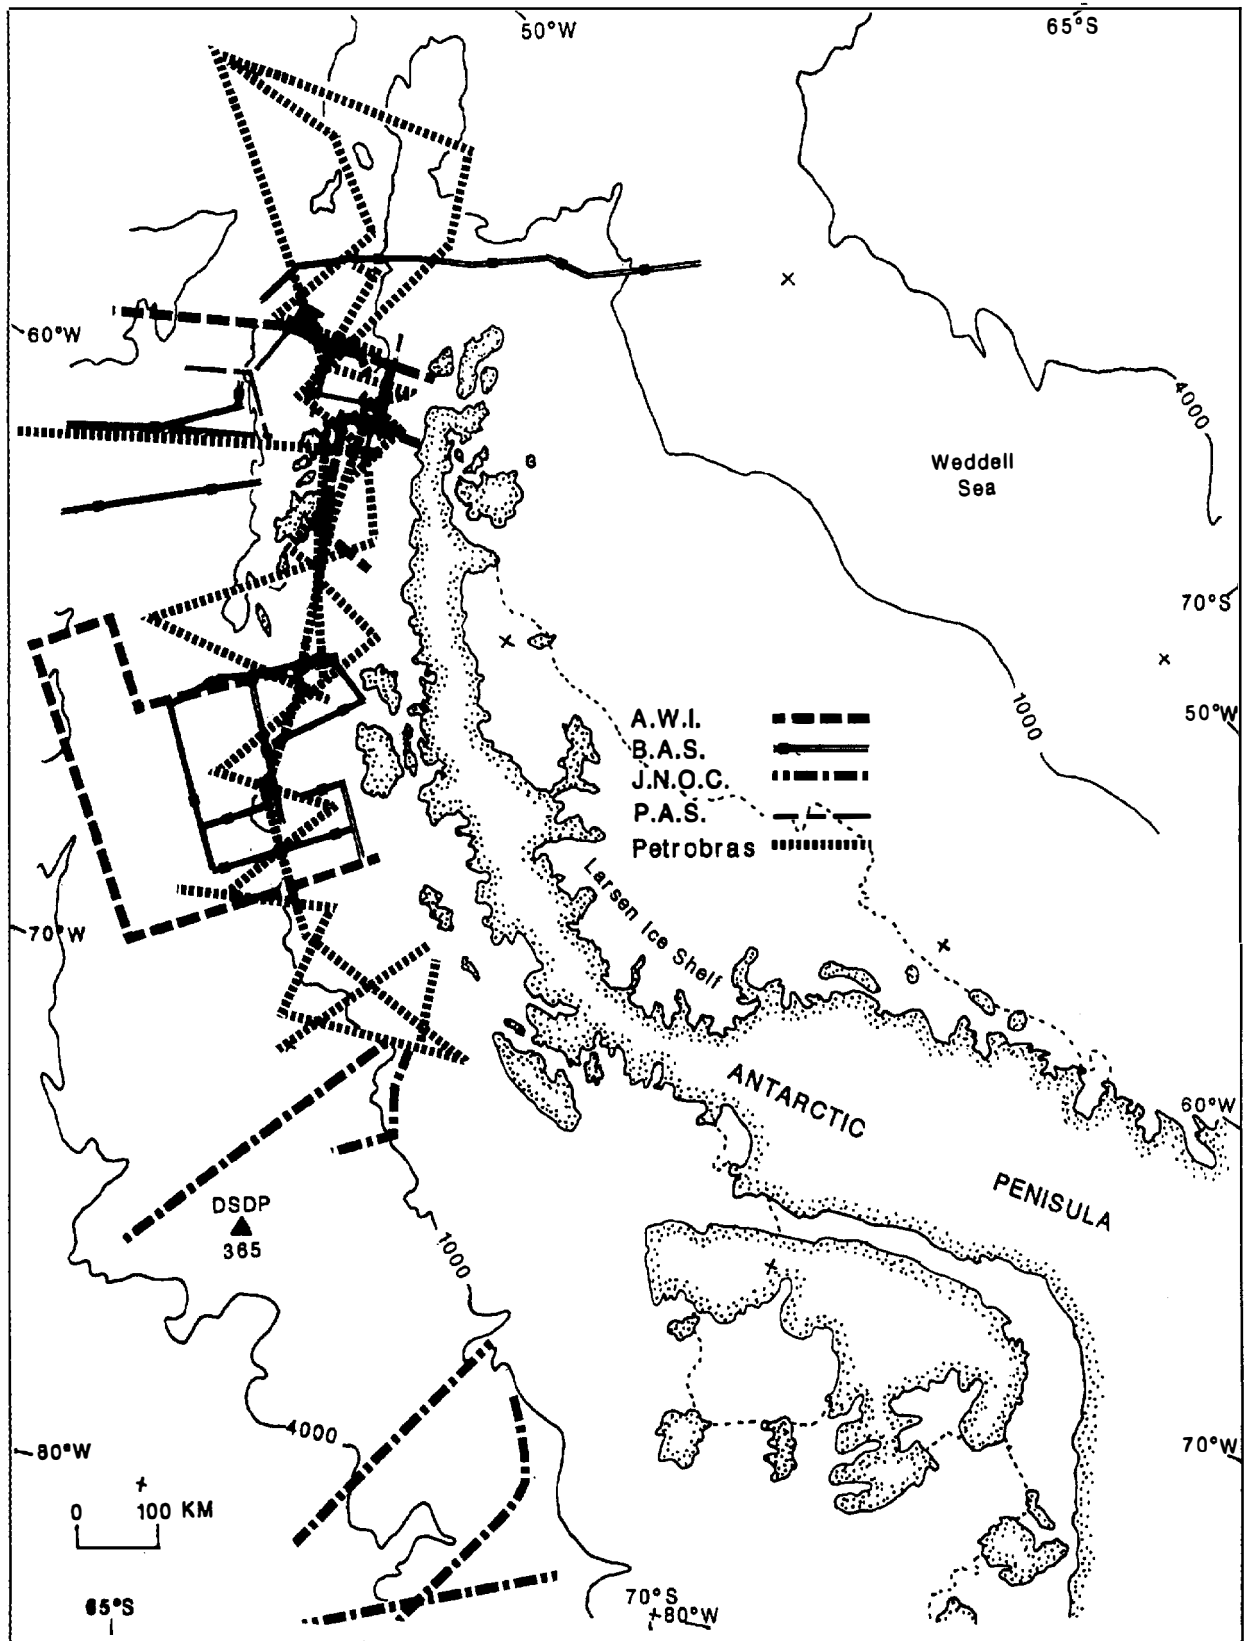 50°W
65°S
60°W
4000
Weddell
Sea
70°S
1000
50°W
A.W.I.
B.A.S.
J.N.O.C.
P.A.S.
Petrobras
Larsen Ice Shelf
70°W
ANTARCTIC
60°W
PENISULA
DSDP
365
1000
4000
80°W
70°W
0 100 KM
65°S
70°S
80°W